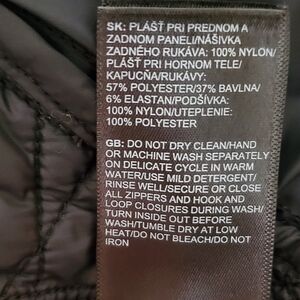 SK: PLÁŠŤ PRI PREDNOM A
ZADNOM PANELI/NÁŠIVKA
ZADNÉHO RUKÁVA: 100% NYLON/
PLÁŠŤ PRI HORNOM TELE/
KAPUCŇA/RUKÁVY:
57% POLYESTER/37% BAVLNA/
6% ELASTAN/PODŠÍVKA:
100% NYLON/UTEPLENIE:
100% POLYESTER
GB: DO NOT DRY CLEAN/HAND
OR MACHINE WASH SEPARATELY
ON DELICATE CYCLE IN WARM
WATER/USE MILD DETERGENT/
RINSE WELL/SECURE OR CLOSE
ALL ZIPPERS AND HOOK AND
LOOP CLOSURES DURING WASH/
TURN INSIDE OUT BEFORE
WASH/TUMBLE DRY AT LOW
HEAT/DO NOT BLEACH/DO NOT
IRON